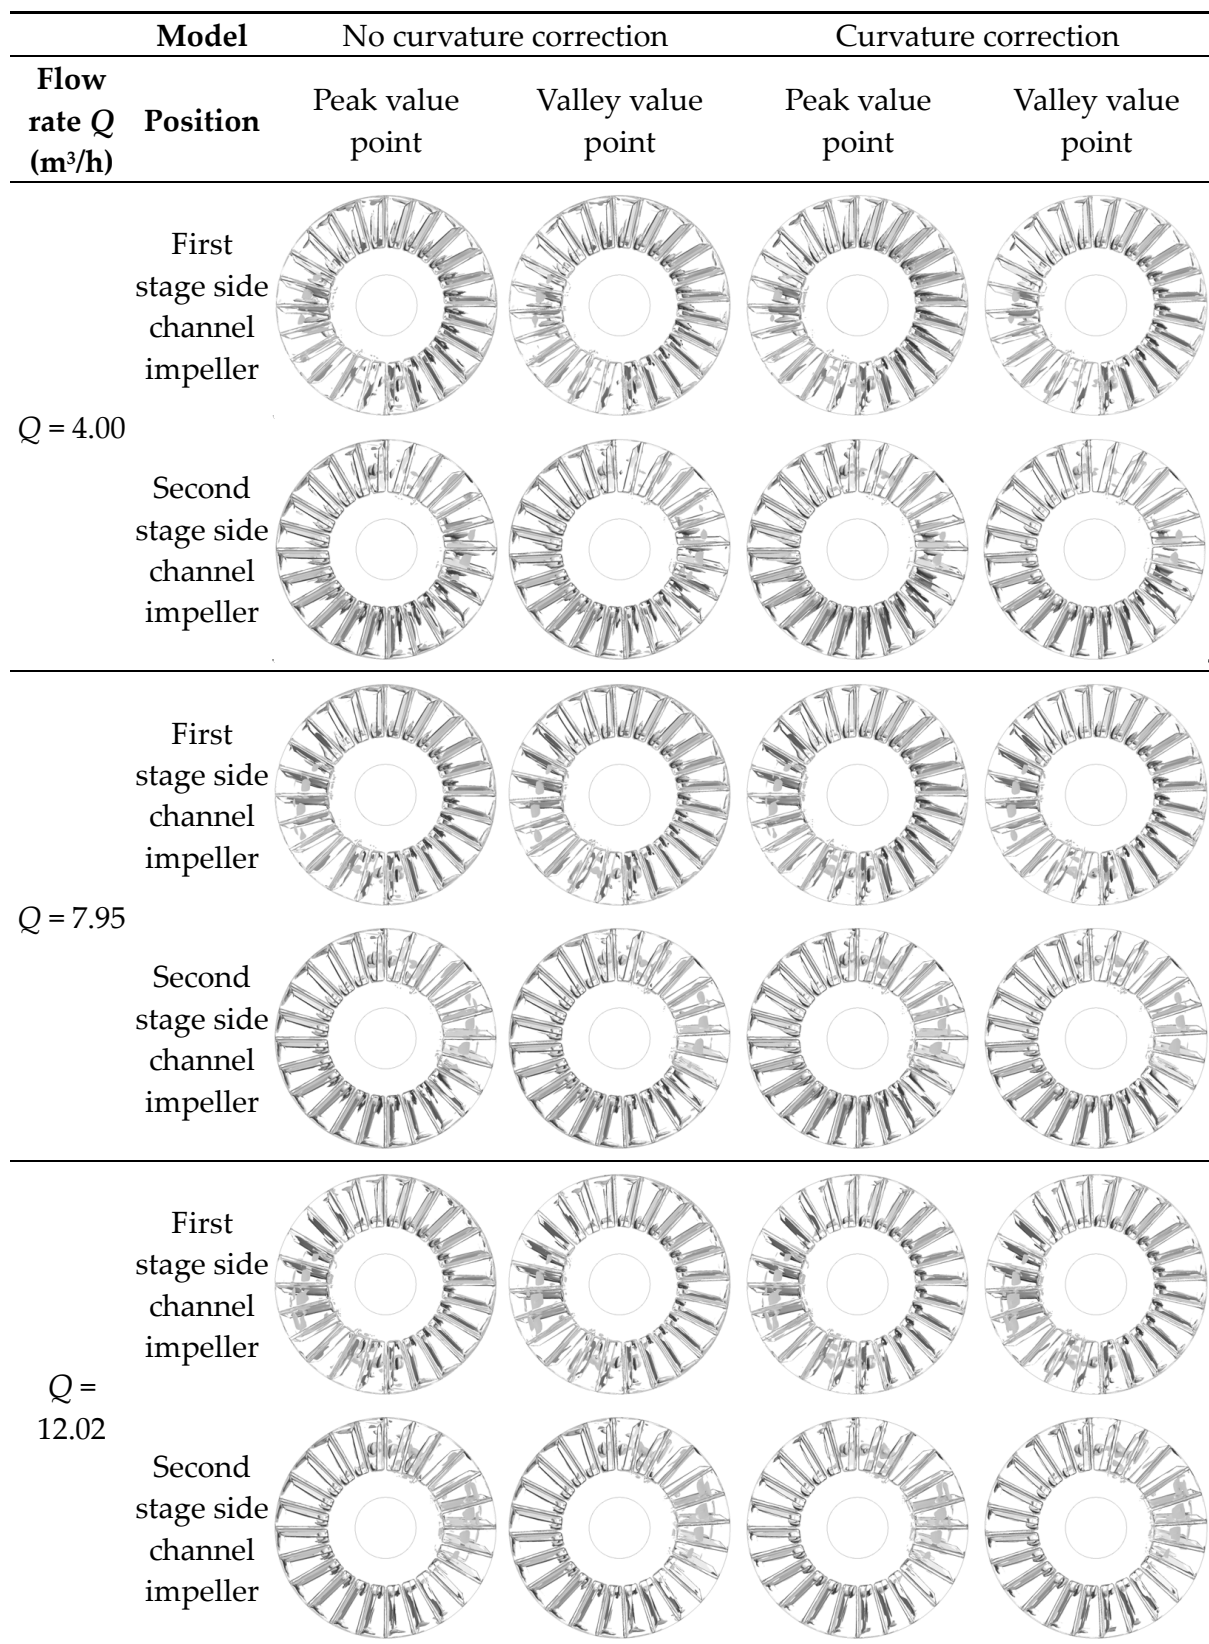 Model No curvature correction Curvature correction
Flow
rate Q
(m³/h)
Position
Peak value
point
Valley value
point
Peak value
point
Valley value
point
Q = 4.00
First
stage side
channel
impeller
Second
stage side
channel
impeller
Q = 7.95
First
stage side
channel
impeller
Second
stage side
channel
impeller
Q =
12.02
First
stage side
channel
impeller
Second
stage side
channel
impeller